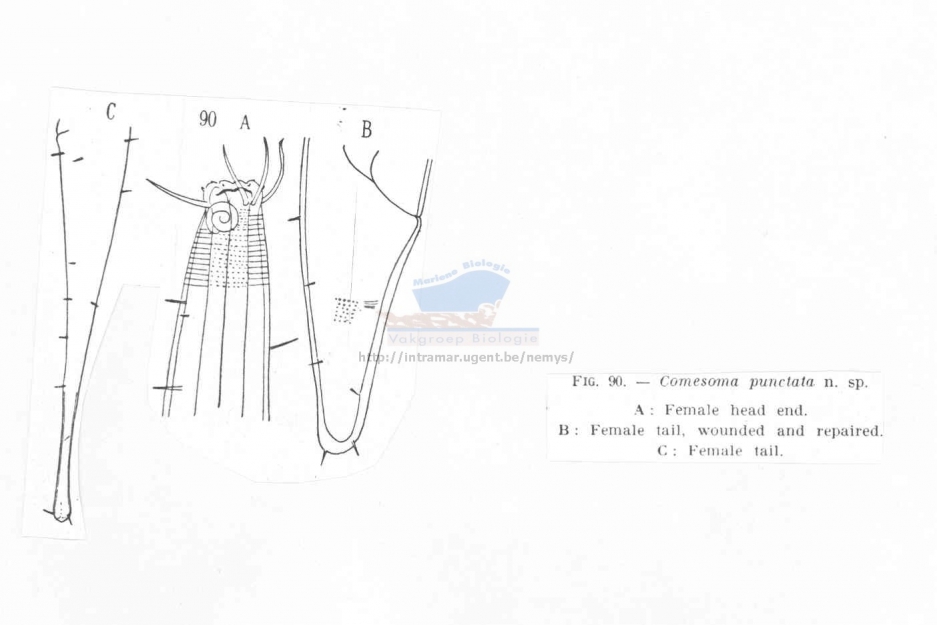 C
90 A
B
Mariene Biologie
Vakgroep Biologie
http://intramar.ugent.be/nemys/
FIG. 90. — Comesoma punctata n. sp.
A : Female head end.
B : Female tail, wounded and repaired.
C : Female tail.